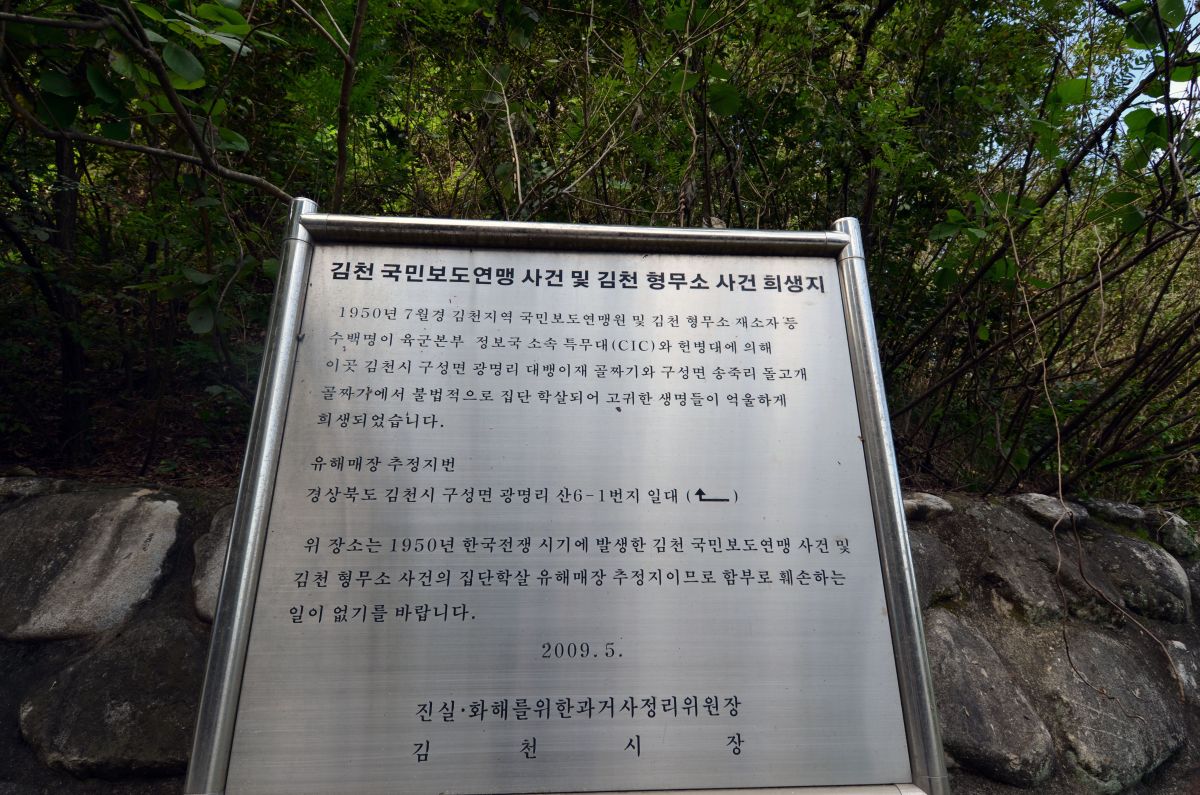 김천 국민보도연맹 사건 및 김천 형무소 사건 희생지
1950년 7월경 김천지역 국민보도연맹원 및 김천 형무소 재소자 등
수백명이 육군본부 정보국 소속 특무대(CIC)와 헌병대에 의해
이곳 김천시 구성면 광명리 대뱅이재 골짜기와 구성면 송죽리 돌고개
골짜기에서 불법적으로 집단 학살되어 고귀한 생명들이 억울하게
희생되었습니다.
유해매장 추정지번
경상북도 김천시 구성면 광명리 산6-1번지 일대 ( )
위 장소는 1950년 한국전쟁 시기에 발생한 김천 국민보도연맹 사건 및
김천 형무소 사건의 집단학살 유해매장 추정지이므로 함부로 훼손하는
일이 없기를 바랍니다.
2009. 5.
진실·화해를위한과거사정리위원장
김 천 시 장